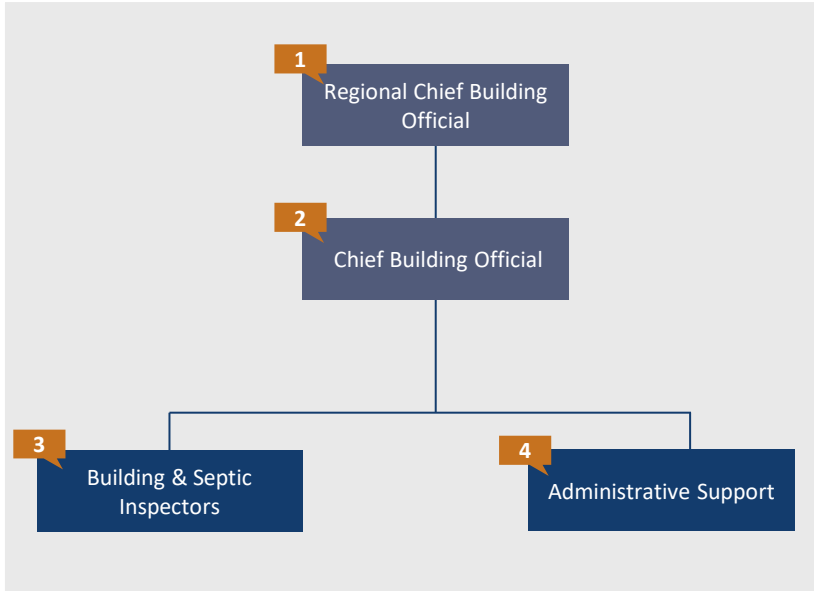 1
Regional Chief Building
Official
2
Chief Building Official
3
Building & Septic
Inspectors
4
Administrative Support